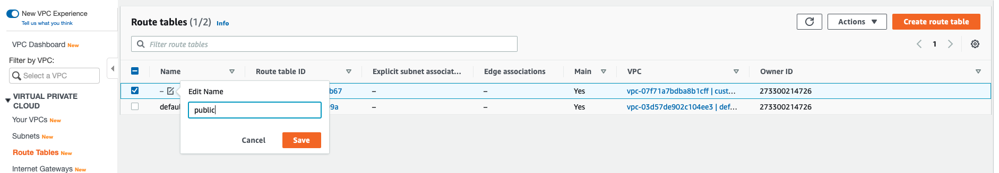 New VPC Experience
Tell us what you think
VPC Dashboard New
Filter by VPC:
Select a VPC
VIRTUAL PRIVATE
CLOUD
Your VPCs New
Subnets New
Route Tables New
Internet Gateways New
Route tables (1/2) Info
Actions
Create route table
Filter route tables
1
Name Route table ID Explicit subnet associat... Edge associations Main VPC Owner ID
– b67 – – Yes vpc-07f71a7bdba8b1cff | cust... 273300214726
defau 9a – – Yes vpc-03d57de902c104ee3 | def... 273300214726
Edit Name
public
Cancel Save